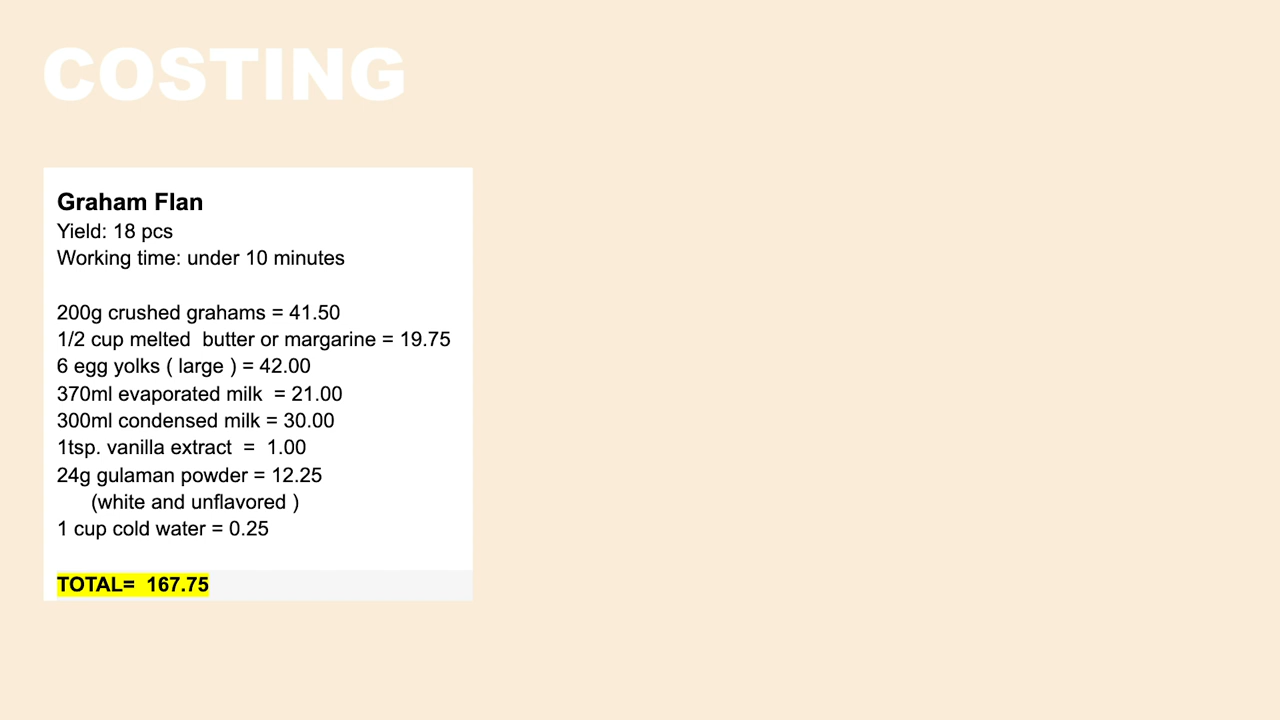 COSTING
Graham Flan
Yield: 18 pcs
Working time: under 10 minutes
200g crushed grahams = 41.50
1/2 cup melted  butter or margarine = 19.75
6 egg yolks ( large ) = 42.00
370ml evaporated milk  = 21.00
300ml condensed milk = 30.00
1tsp. vanilla extract  =  1.00
24g gulaman powder = 12.25
(white and unflavored )
1 cup cold water = 0.25
TOTAL=  167.75